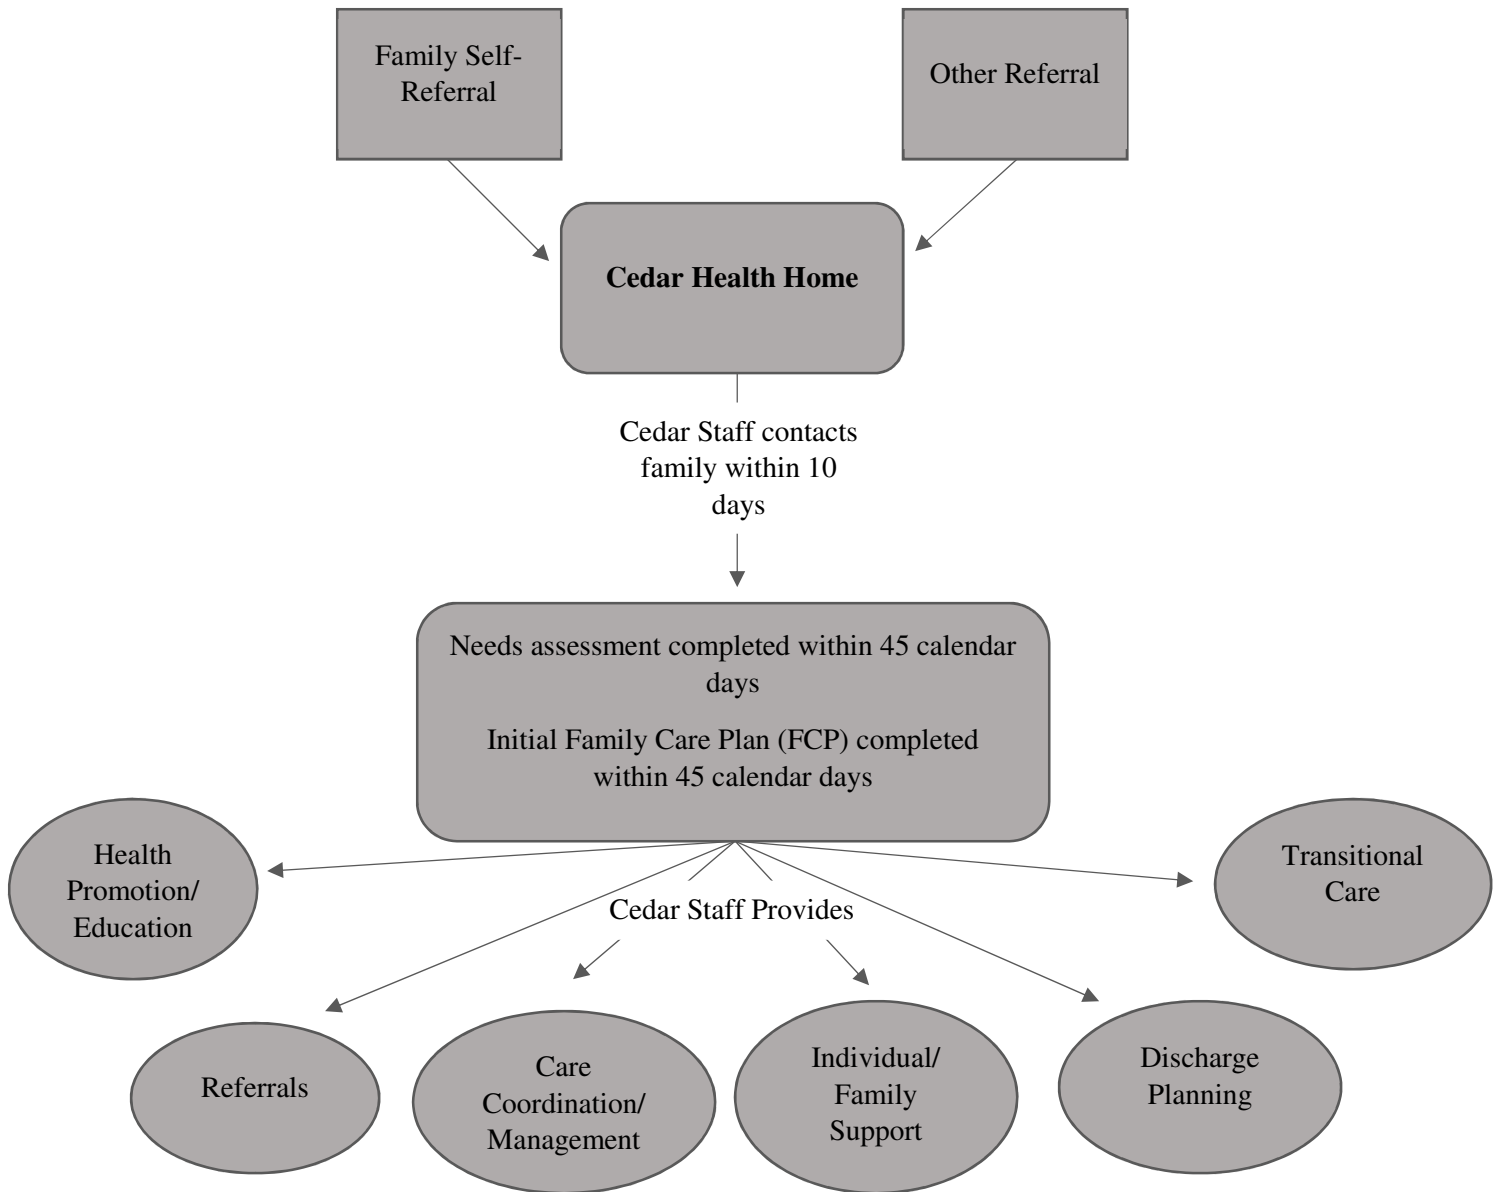 Family Self-
Referral
Other Referral
Cedar Health Home
Cedar Staff contacts
family within 10
days
Needs assessment completed within 45 calendar
days
Initial Family Care Plan (FCP) completed
within 45 calendar days
Health
Promotion/
Education
Transitional
Care
Cedar Staff Provides
Referrals
Care
Coordination/
Management
Individual/
Family
Support
Discharge
Planning